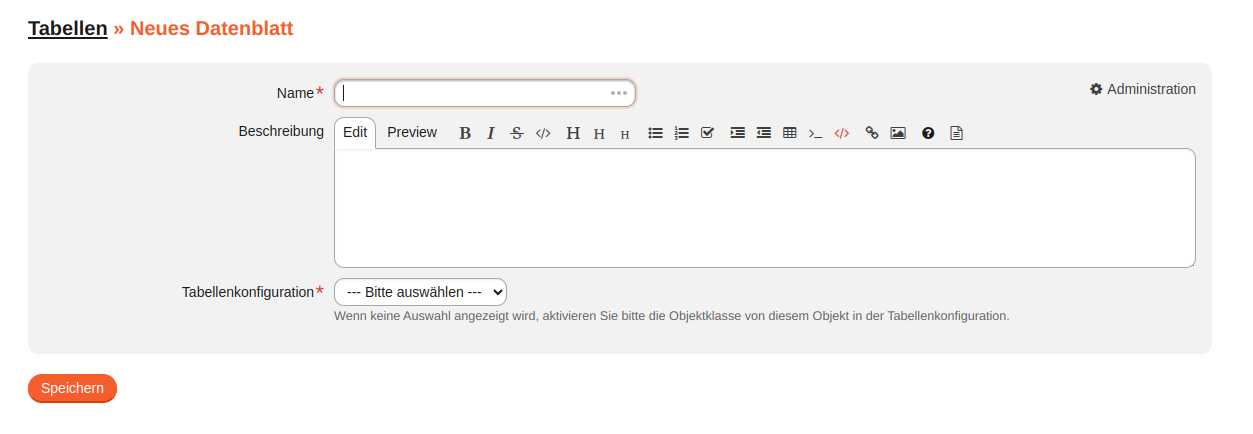 Tabellen » Neues Datenblatt
Name*
Administration
Beschreibung
Edit Preview B I S </> H H H >_ </>
Tabellenkonfiguration* --- Bitte auswählen ---
Wenn keine Auswahl angezeigt wird, aktivieren Sie bitte die Objektklasse von diesem Objekt in der Tabellenkonfiguration.
Speichern